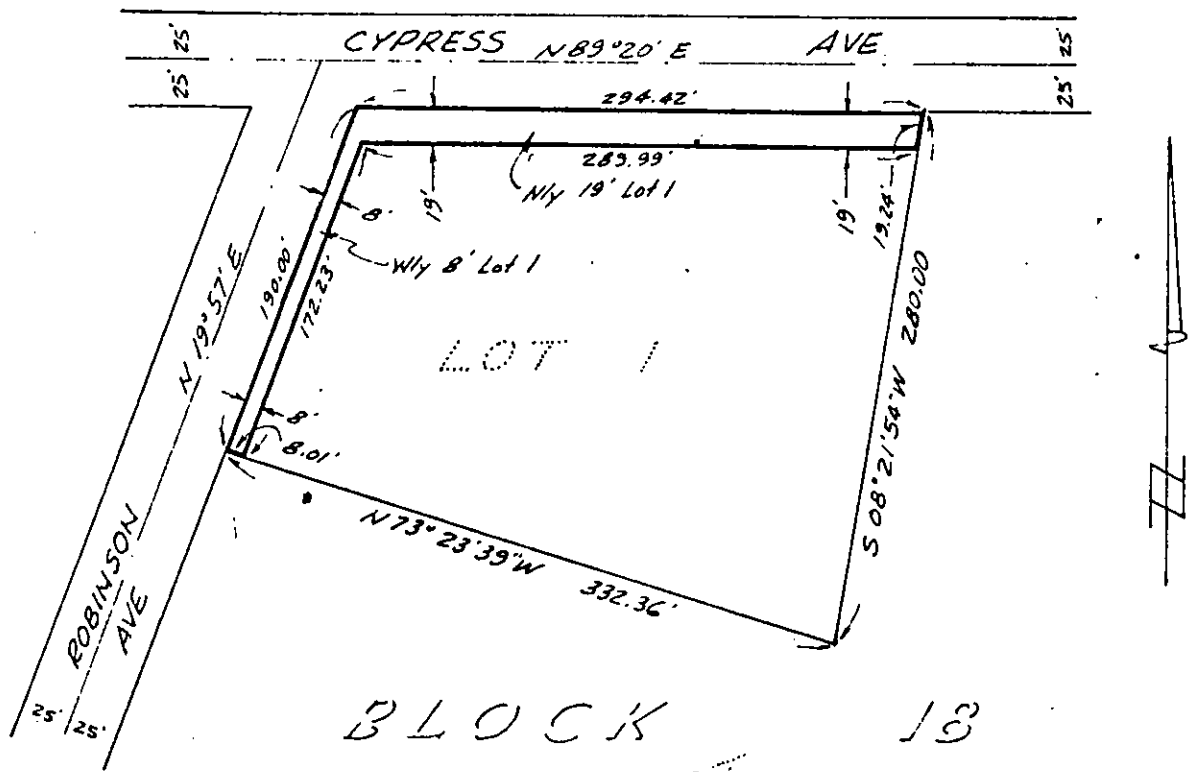 25'
CYPRESS N89°20'E AVE
25'
25'
25'
294.42'
289.99'
19'
Nly 19' Lot 1
19'
19.24'
8'
Wly 8' Lot 1
190.00'
172.23'
N 19°57' E
LOT 1
S 08°21'54"W 280.00
8'
8.01'
N73°23'39"W 332.36'
ROBINSON
AVE
25' 25'
BLOCK 18